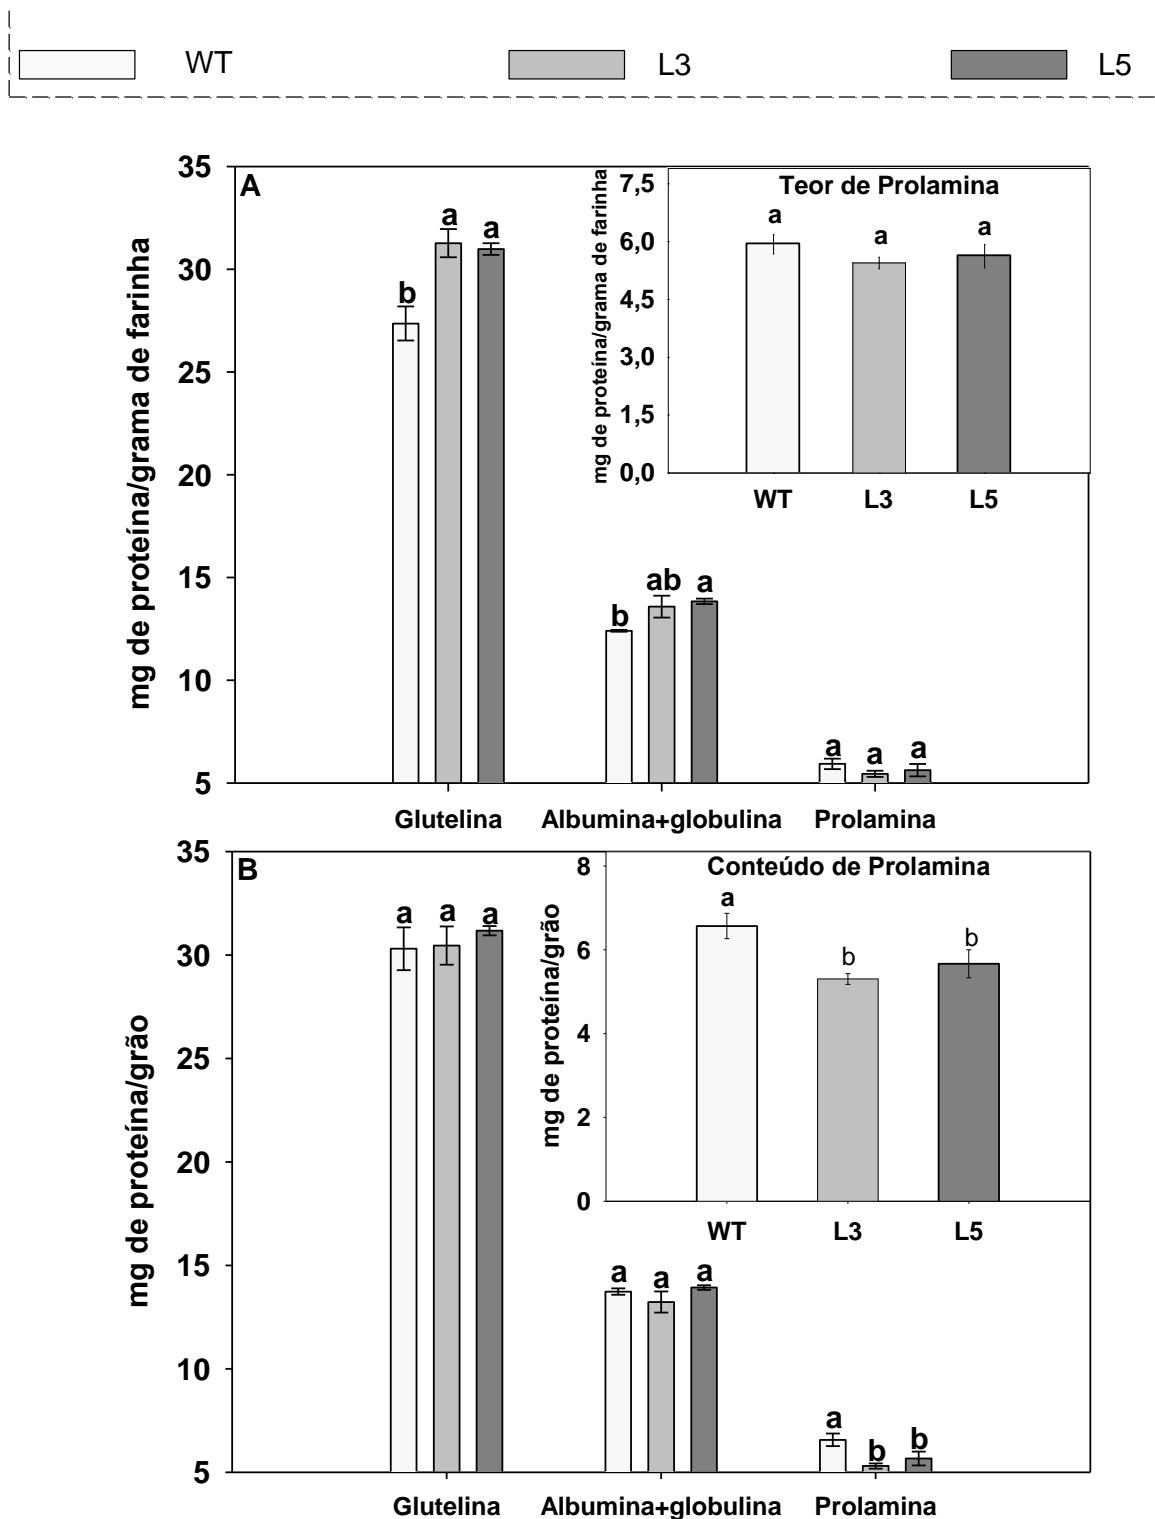 WT L3 L5
A
mg de proteína/grama de farinha
35
30
25
20
15
10
5
b a a
b ab a
a a a
Glutelina Albumina+globulina Prolamina
Teor de Prolamina
mg de proteína/grama de farinha
7,5
6,0
4,5
3,0
1,5
0,0
a a a
WT L3 L5
B
mg de proteína/grão
35
30
25
20
15
10
5
a a a
a a a
a b b
Glutelina Albumina+globulina Prolamina
Conteúdo de Prolamina
mg de proteína/grão
8
6
4
2
0
a b b
WT L3 L5